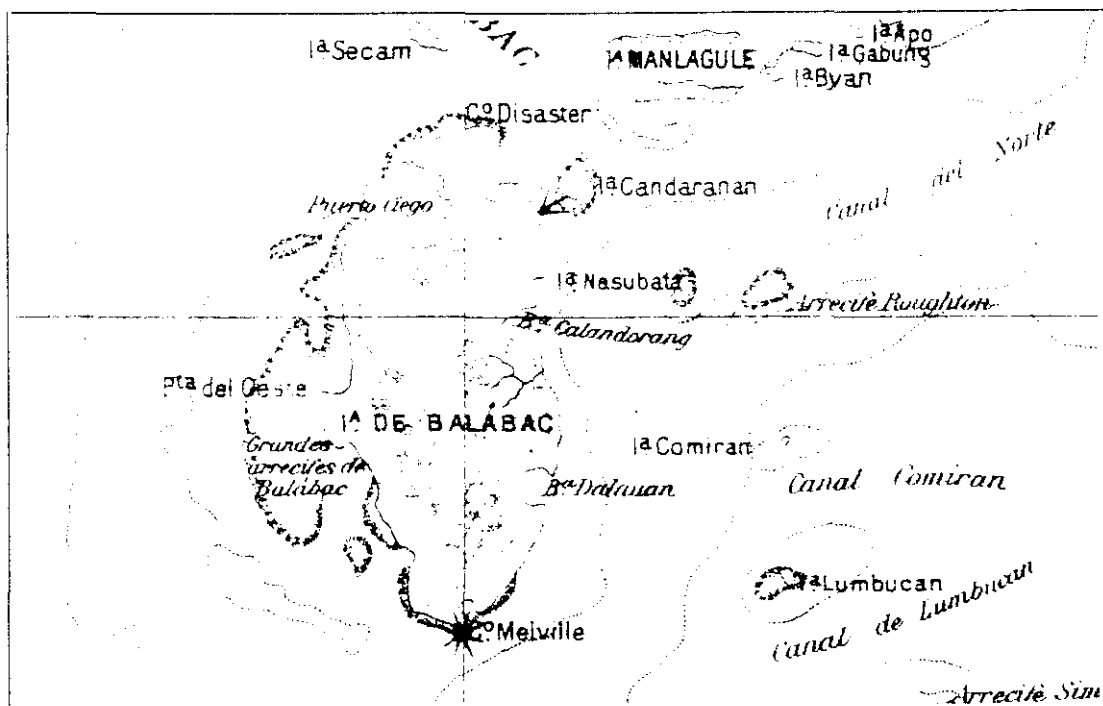 BAC
Iª Apo
Iª Secam
Iª MANLAGULE
Iª Gabung
Iª Byan
Cº Disaster
Canal del Norte
Iª Candaranan
Puerto Ciego
Iª Nasubata
Arrecife Roughton
Bª Calandorang
Pta del Oeste
Iª DE BALABAC
Grandes
arrecifes de
Balábac
Iª Comiran
Bª Dalauan
Canal Comiran
Iª Lumbucan
Canal de Lumbucan
Cº Melville
Arrecife Sim